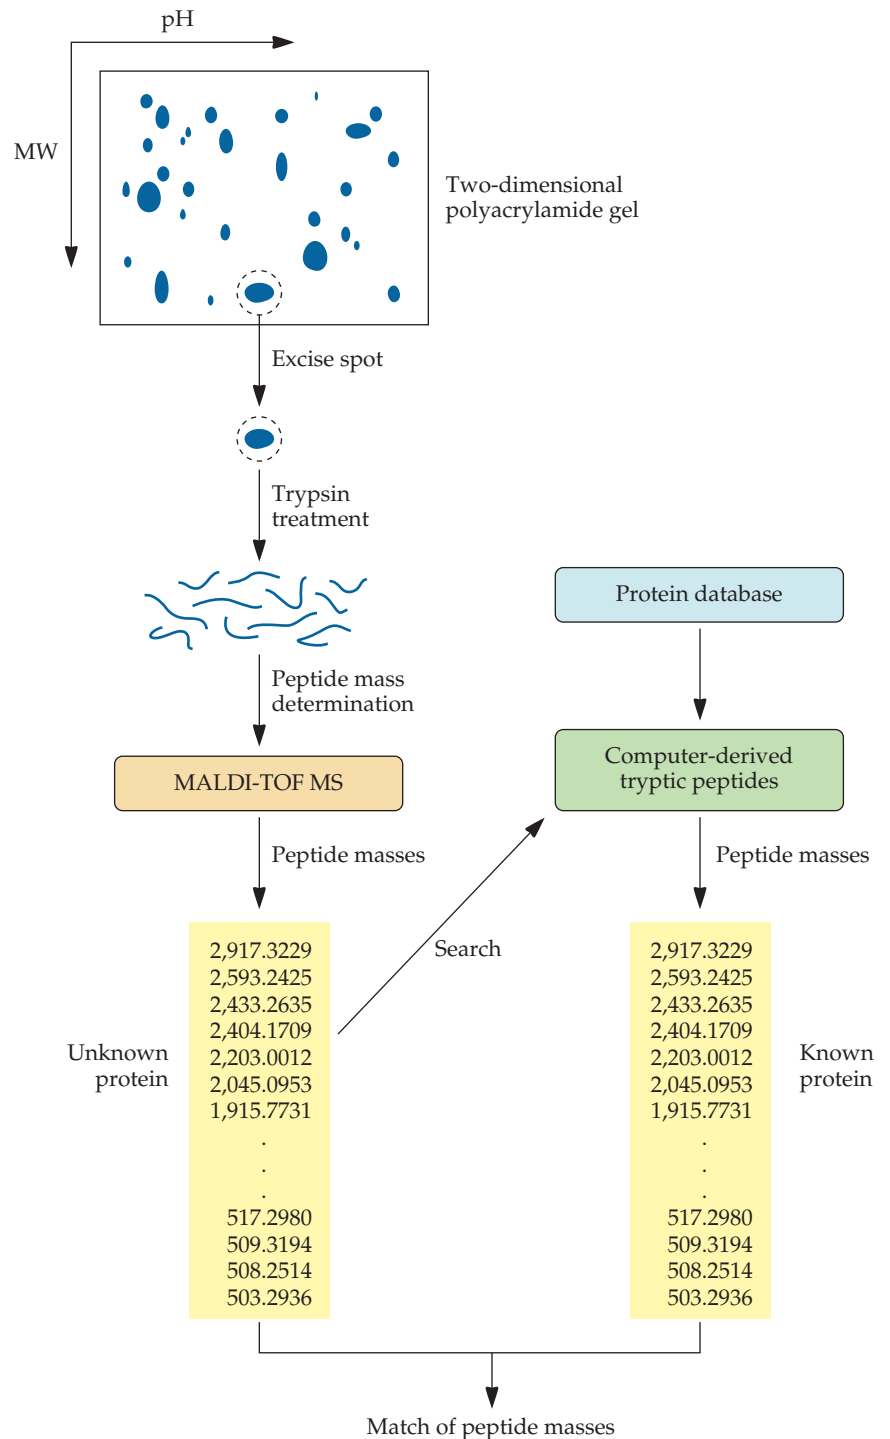 pH
MW
Two-dimensional
polyacrylamide gel
Excise spot
Trypsin
treatment
Protein database
Peptide mass
determination
MALDI-TOF MS
Computer-derived
tryptic peptides
Peptide masses
Peptide masses
Search
Unknown
protein
2,917.3229
2,593.2425
2,433.2635
2,404.1709
2,203.0012
2,045.0953
1,915.7731
.
.
.
517.2980
509.3194
508.2514
503.2936
2,917.3229
2,593.2425
2,433.2635
2,404.1709
2,203.0012
2,045.0953
1,915.7731
.
.
.
517.2980
509.3194
508.2514
503.2936
Known
protein
Match of peptide masses